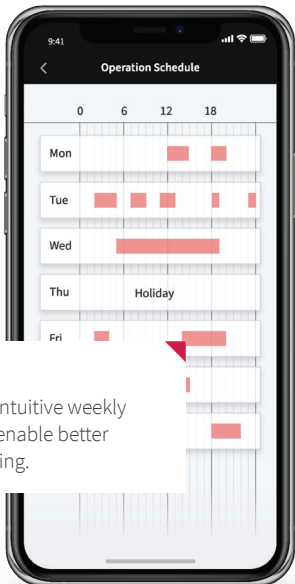 9:41
Operation Schedule
0 6 12 18
Mon
Tue
Wed
Thu Holiday
Fri
ntuitive weekly
enable better
ing.